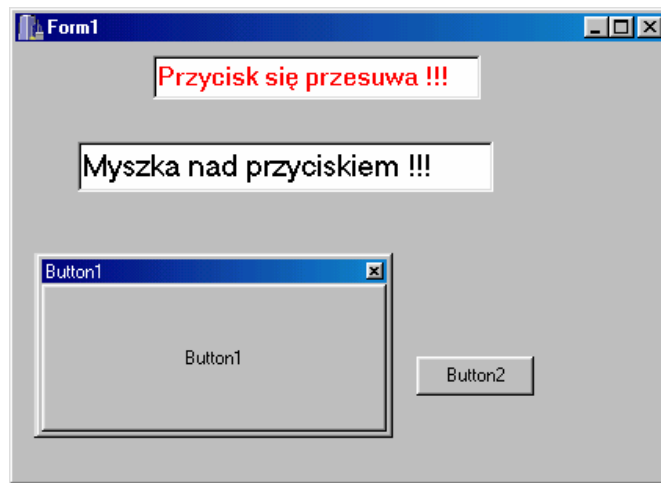 Form1
Przycisk się przesuwa !!!
Myszka nad przyciskiem !!!
Button1
Button1
Button2